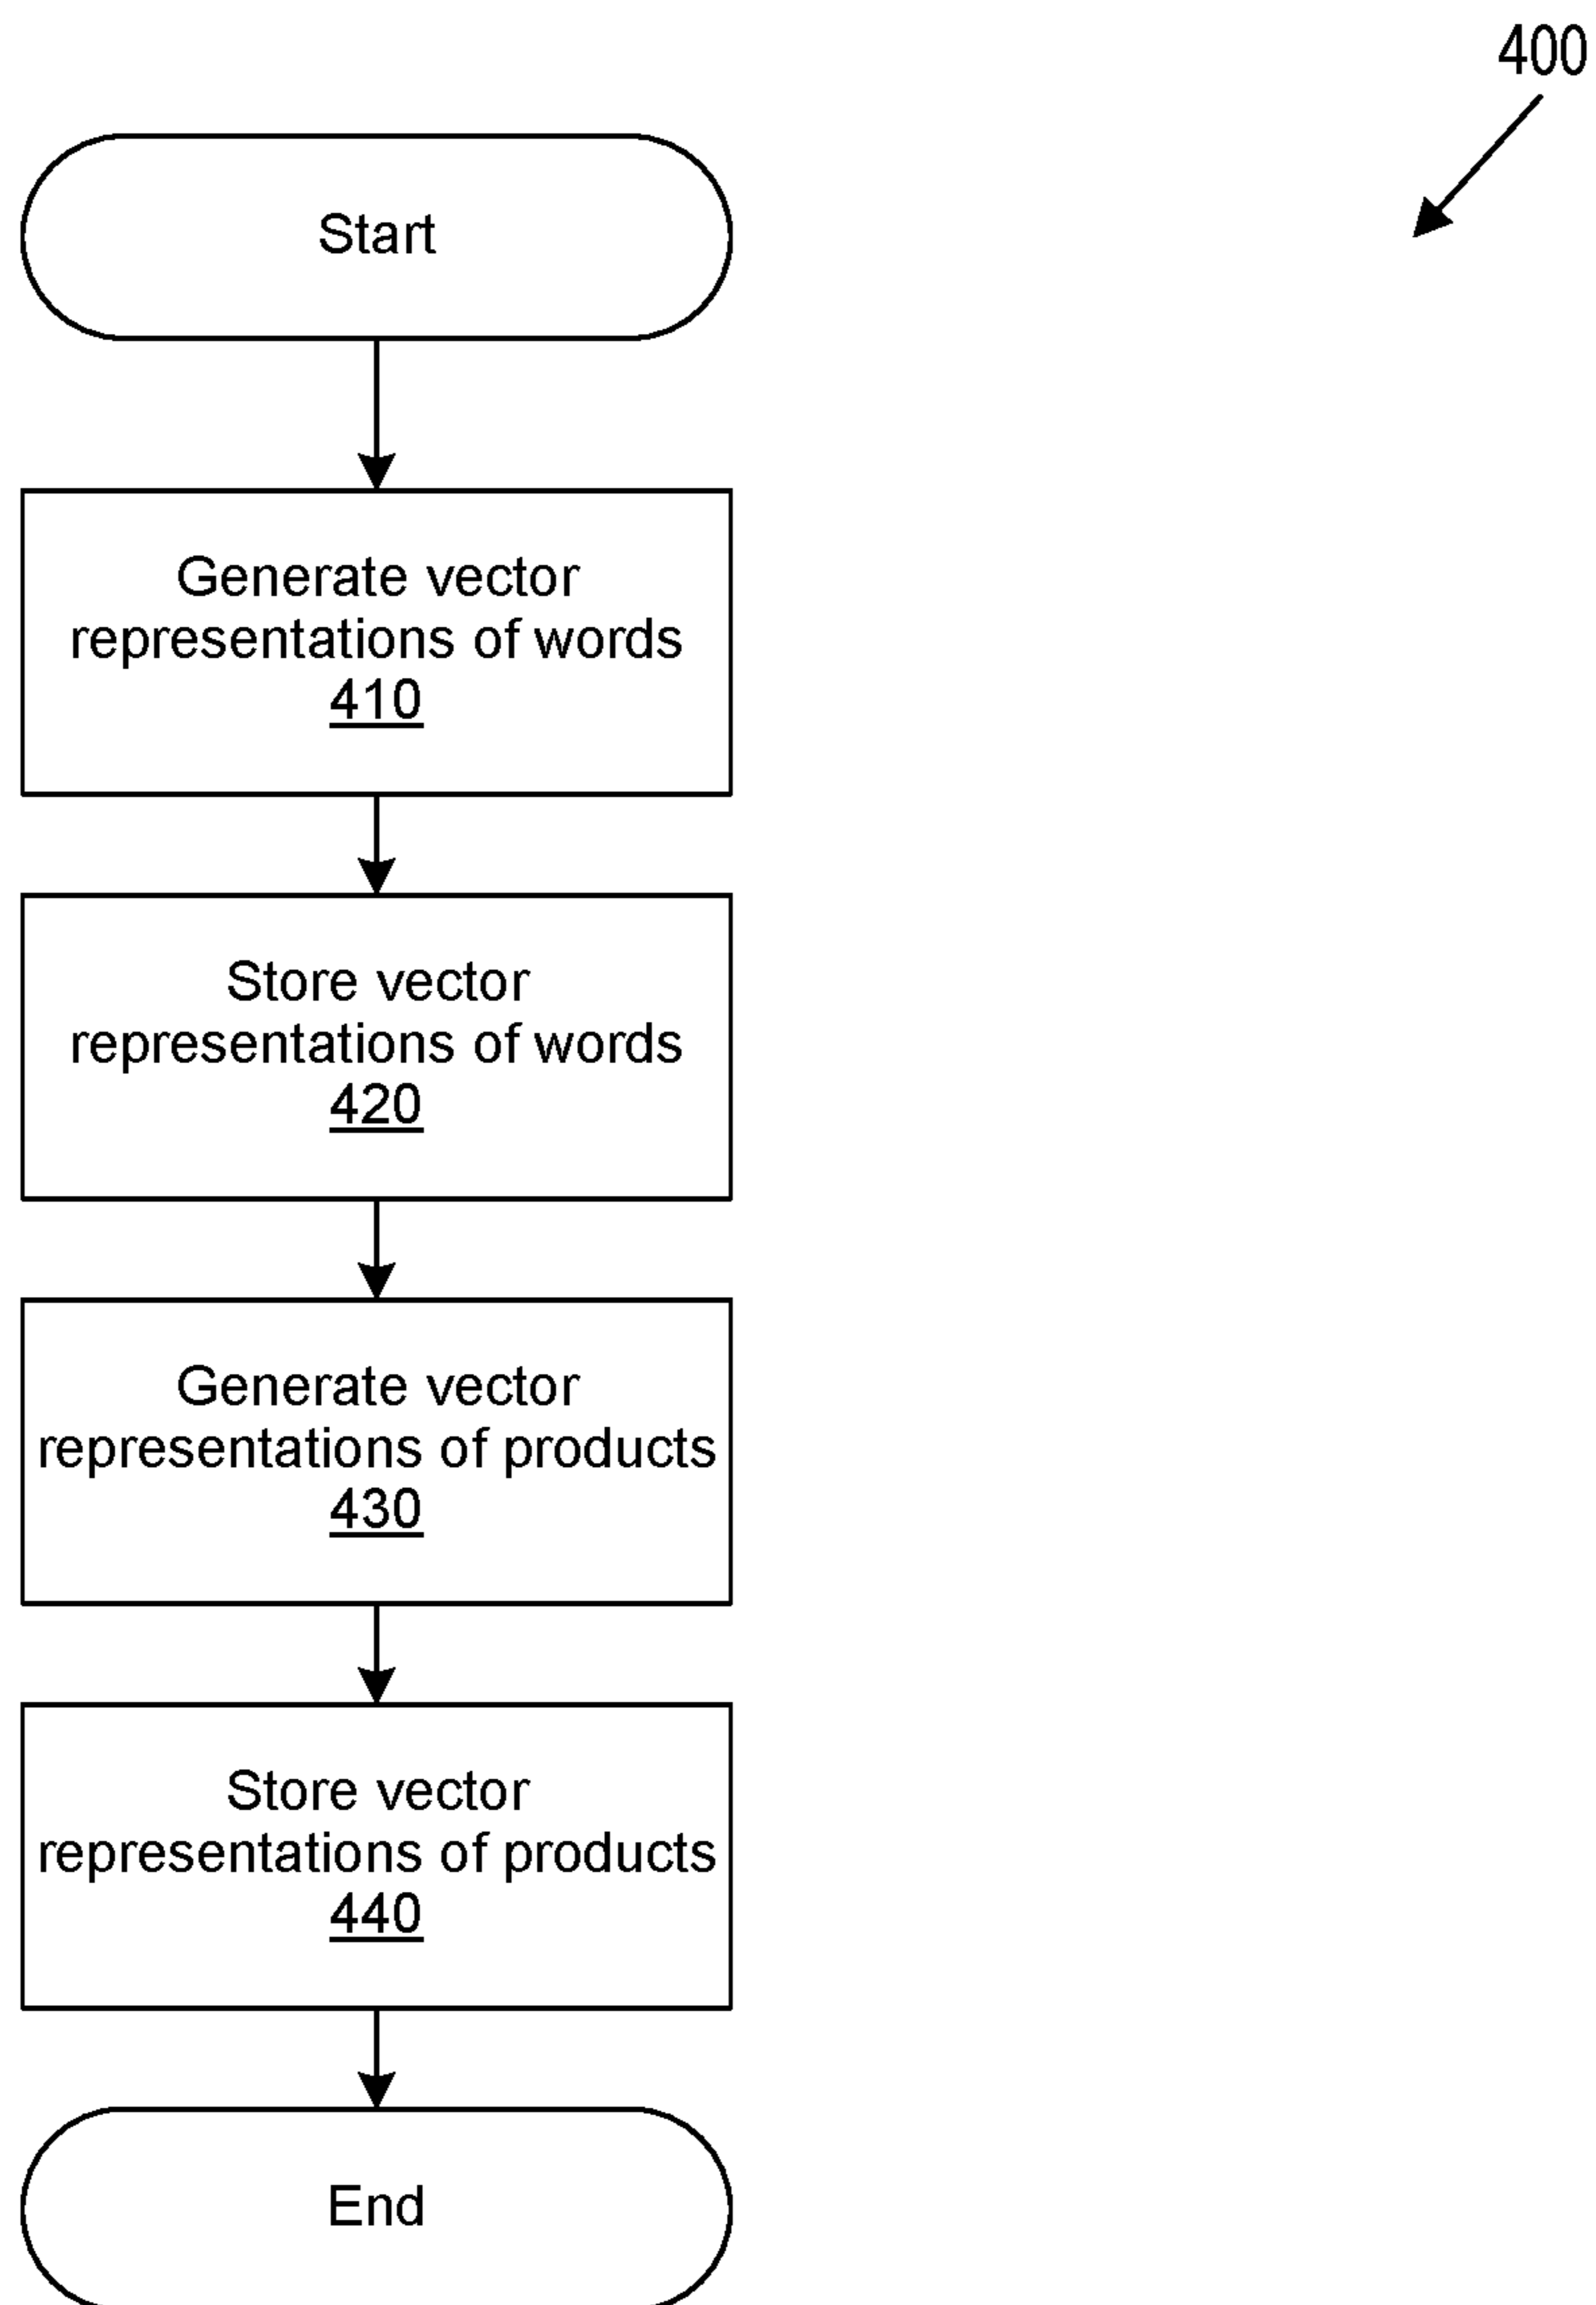 400
Start
Generate vector
representations of words
410
Store vector
representations of words
420
Generate vector
representations of products
430
Store vector
representations of products
440
End